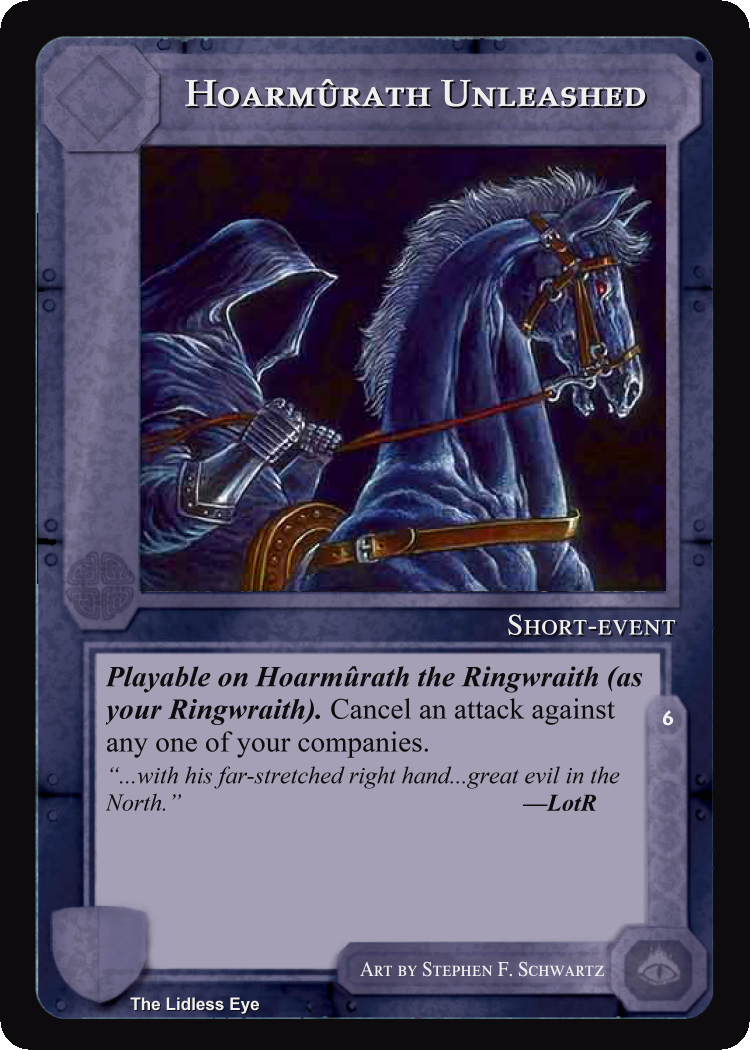 Hoarmûrath Unleashed
Short-event
Playable on Hoarmûrath the Ringwraith (as
your Ringwraith). Cancel an attack against
any one of your companies.
6
“...with his far-stretched right hand...great evil in the
North.” —LotR
Art by Stephen F. Schwartz
The Lidless Eye